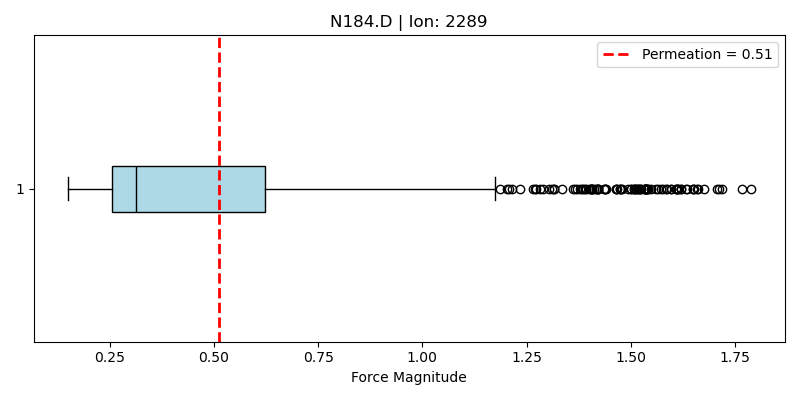 N184.D | Ion: 2289
Permeation = 0.51
1
0.25 0.50 0.75 1.00 1.25 1.50 1.75
Force Magnitude